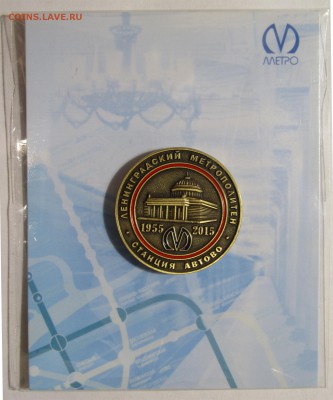 COINS.LAVE.RU
МЕТРО
ЛЕНИНГРАДСКИЙ МЕТРОПОЛИТЕН
1955 2015
СТАНЦИЯ АВТОВО